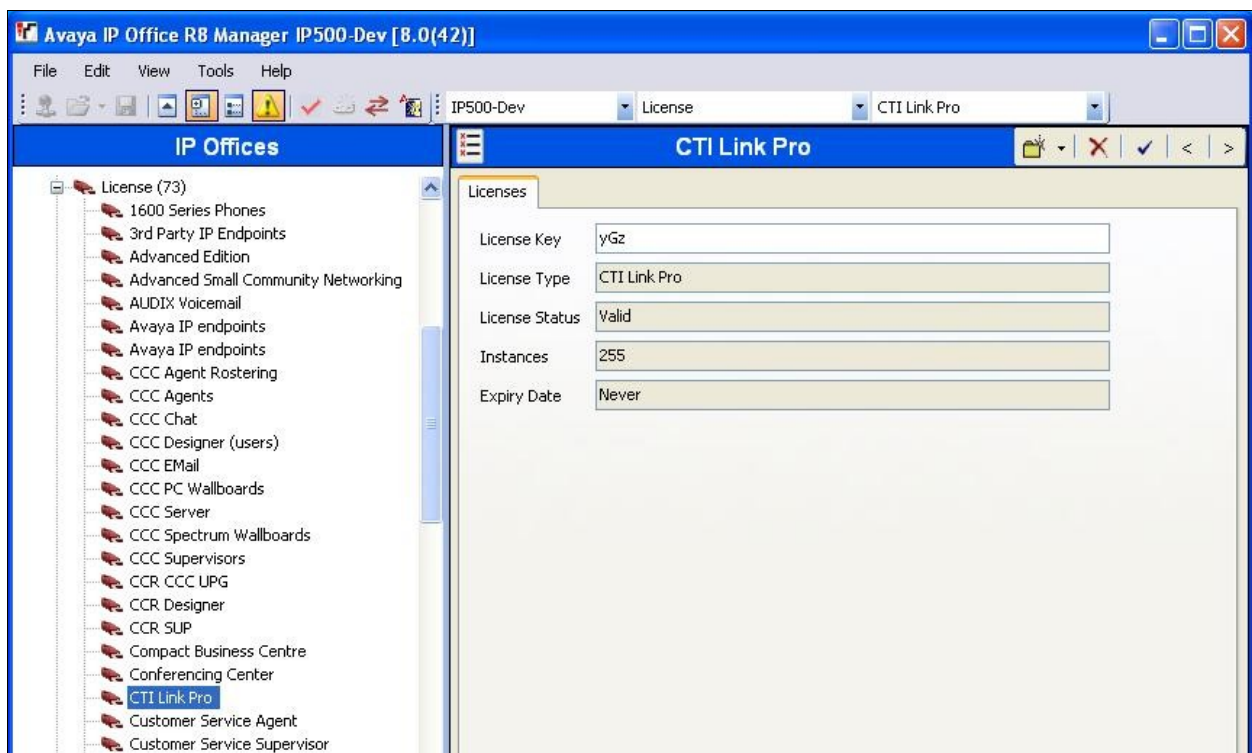 Avaya IP Office R8 Manager IP500-Dev [8.0(42)]
File Edit View Tools Help
IP500-Dev License CTI Link Pro
IP Offices
License (73)
1600 Series Phones
3rd Party IP Endpoints
Advanced Edition
Advanced Small Community Networking
AUDIX Voicemail
Avaya IP endpoints
Avaya IP endpoints
CCC Agent Rostering
CCC Agents
CCC Chat
CCC Designer (users)
CCC EMail
CCC PC Wallboards
CCC Server
CCC Spectrum Wallboards
CCC Supervisors
CCR CCC UPG
CCR Designer
CCR SUP
Compact Business Centre
Conferencing Center
CTI Link Pro
Customer Service Agent
Customer Service Supervisor
CTI Link Pro
Licenses
License Key yGz
License Type CTI Link Pro
License Status Valid
Instances 255
Expiry Date Never